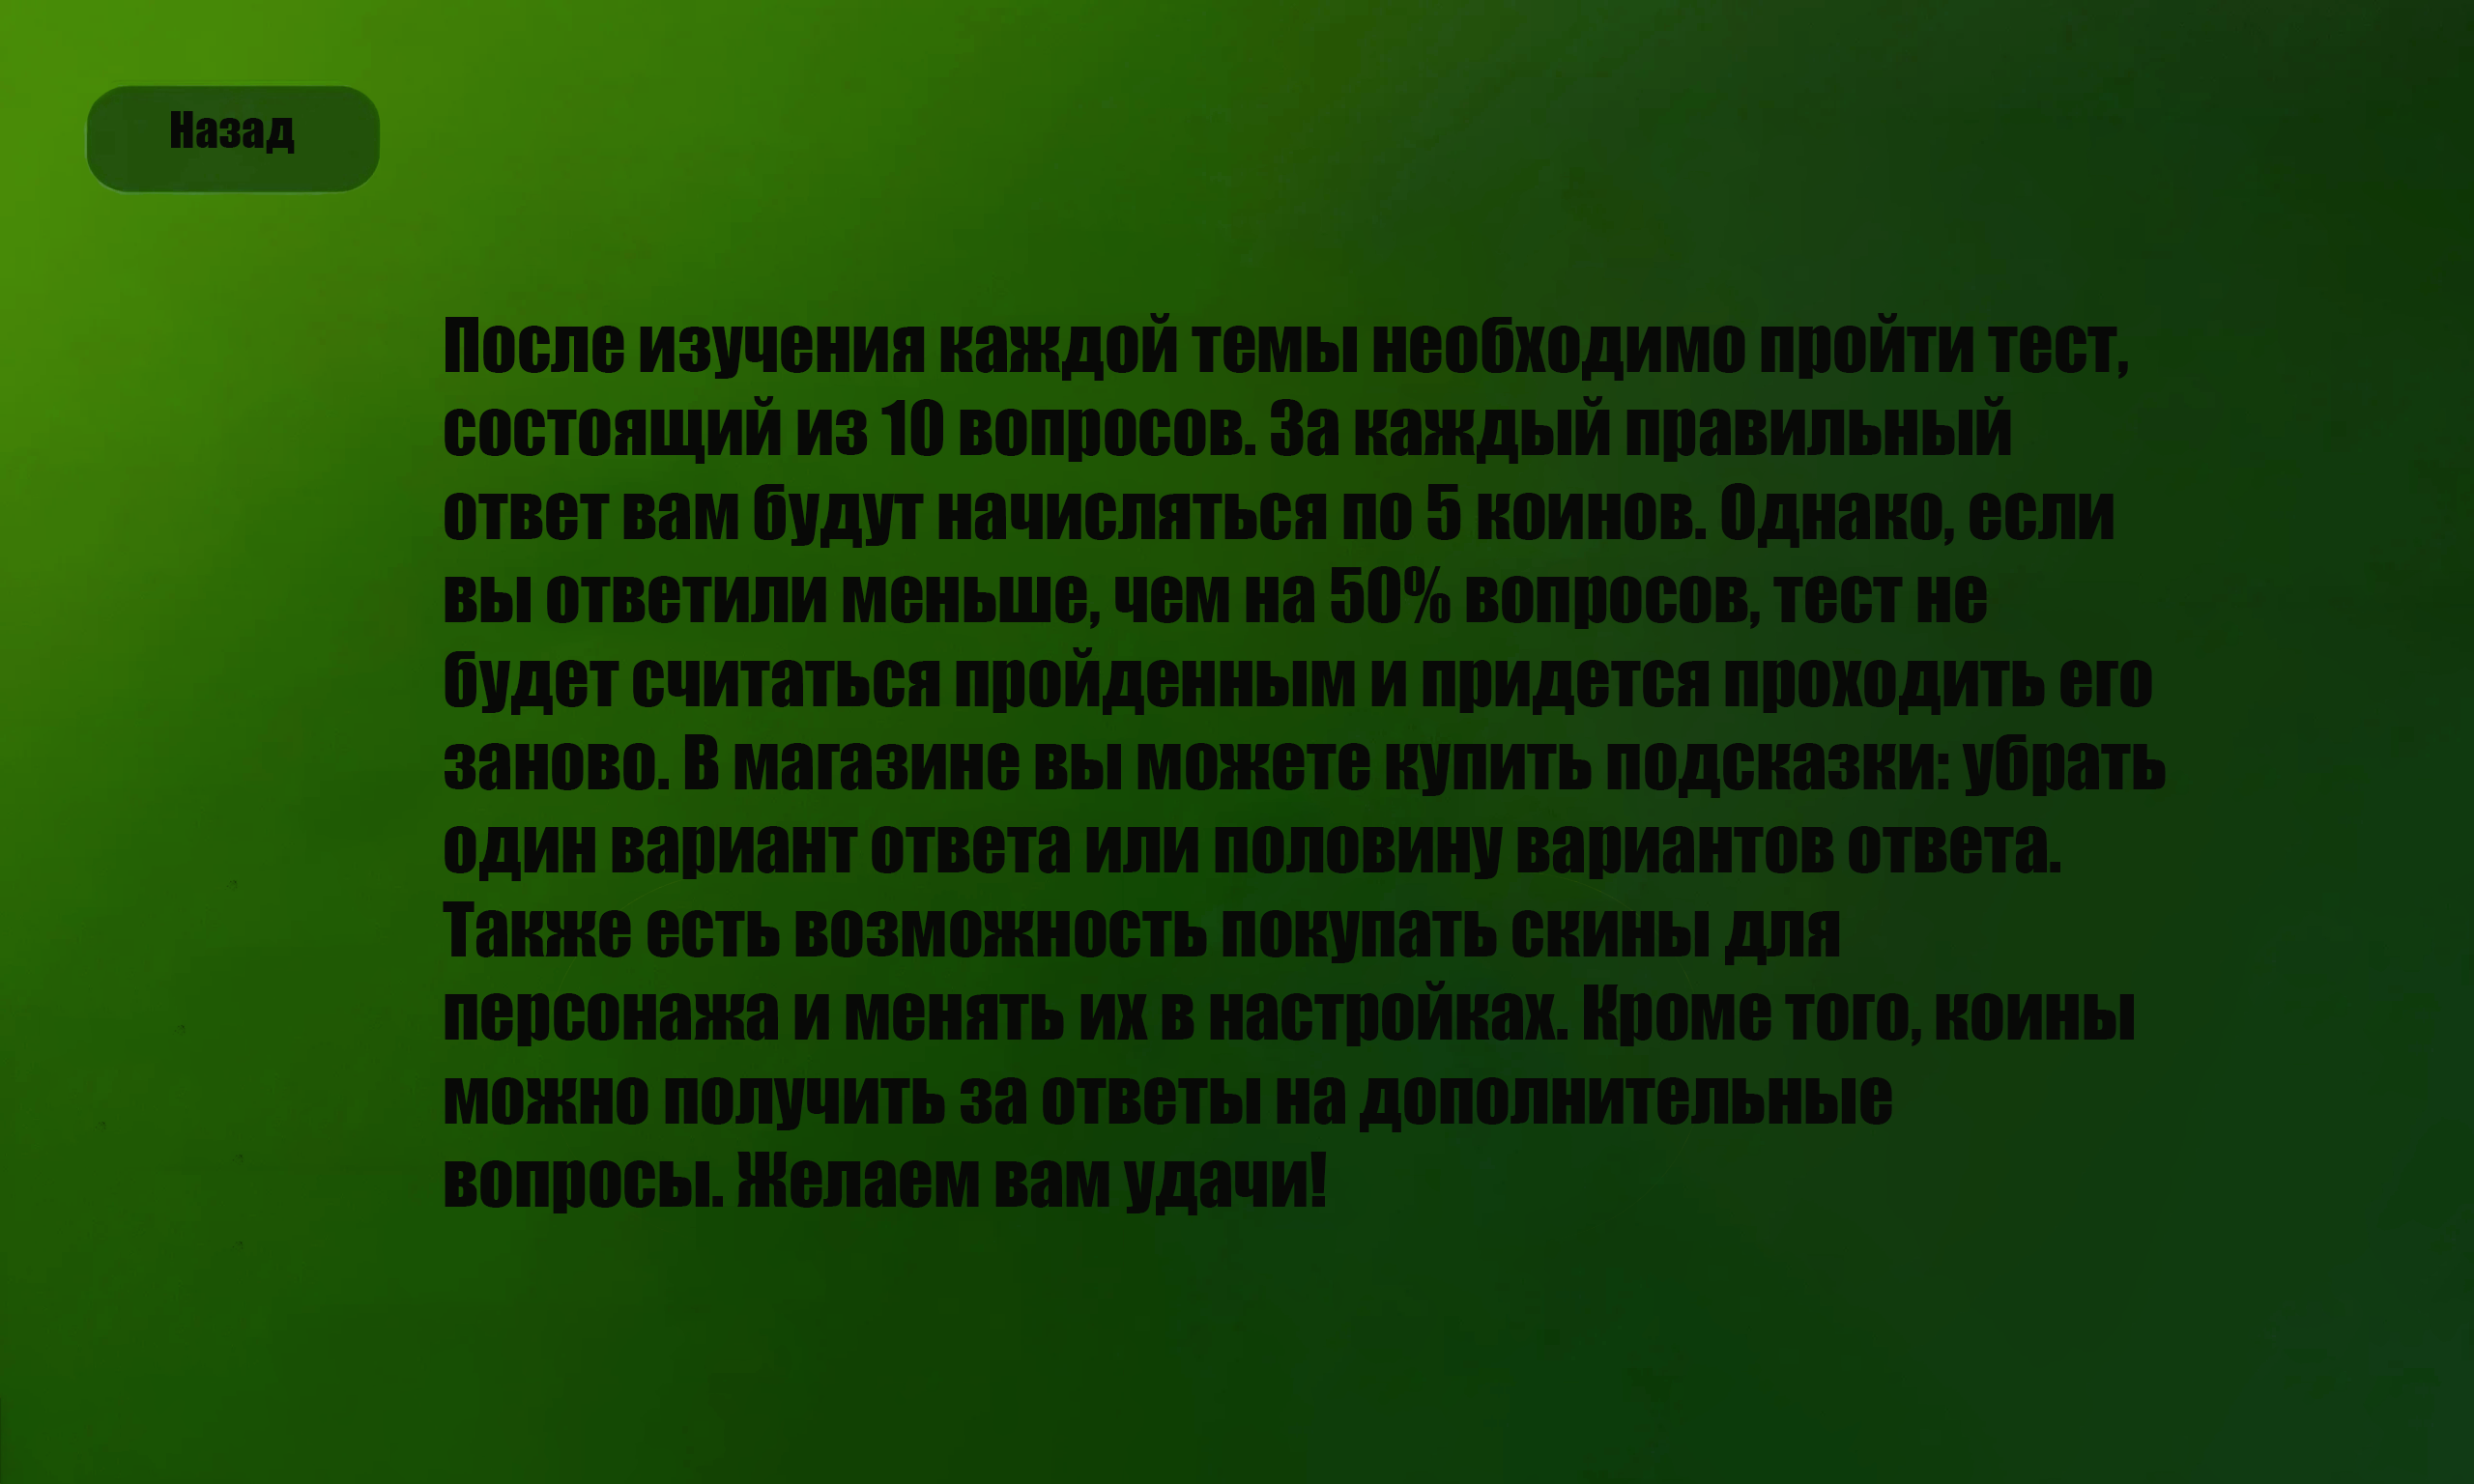 Назад
После изучения каждой темы необходимо пройти тест,
состоящий из 10 вопросов. За каждый правильный
ответ вам будут начисляться по 5 коинов. Однако, если
вы ответили меньше, чем на 50% вопросов, тест не
будет считаться пройденным и придется проходить его
заново. В магазине вы можете купить подсказки: убрать
один вариант ответа или половину вариантов ответа.
Также есть возможность покупать скины для
персонажа и менять их в настройках. Кроме того, коины
можно получить за ответы на дополнительные
вопросы. Желаем вам удачи!